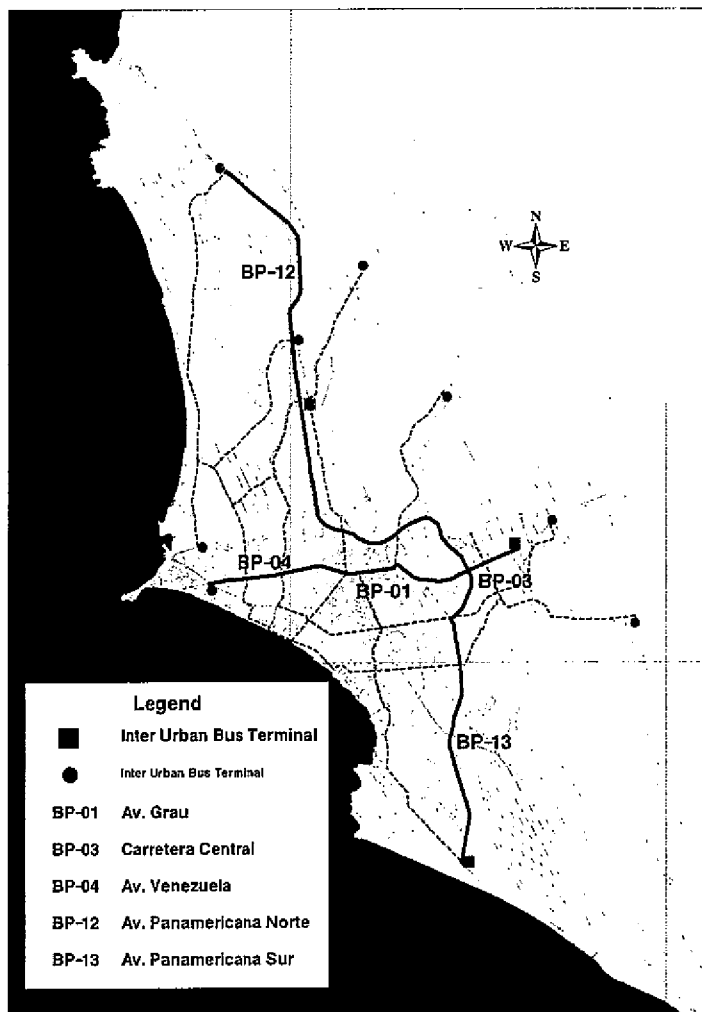 N
W E
S
BP-12
BP-04
BP-01
BP-03
BP-13
Legend
Inter Urban Bus Terminal
Inter Urban Bus Terminal
BP-01 Av. Grau
BP-03 Carretera Central
BP-04 Av. Venezuela
BP-12 Av. Panamericana Norte
BP-13 Av. Panamericana Sur